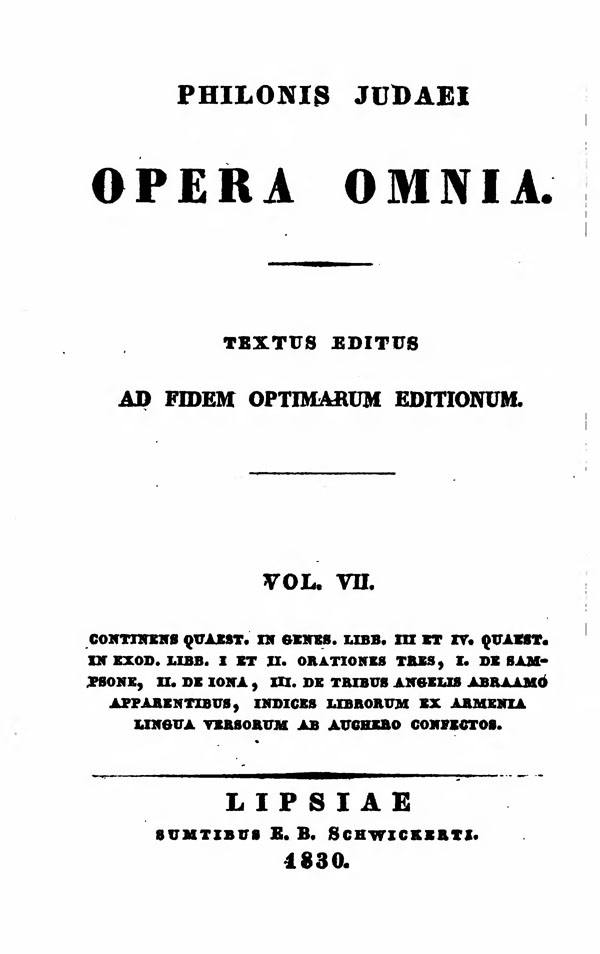 PHILONIS JUDAEI
OPERA OMNIA.
TEXTUS EDITUS
AD FIDEM OPTIMARUM EDITIONUM.
VOL. VII.
CONTINENS QUAEST. IN GENES. LIBB. III ET IV. QUAEST.
IN EXOD. LIBB. I ET II. ORATIONES TRES, I. DE SAM-
PSONE, II. DE IONA, III. DE TRIBUS ANGELIS ABRAAMO
APPARENTIBUS, INDICES LIBRORUM EX ARMENIA
LINGUA VERSORUM AB AUCHERO CONFECTOS.
LIPSIAE
SUMTIBUS E. B. SCHWICKERTI.
1830.